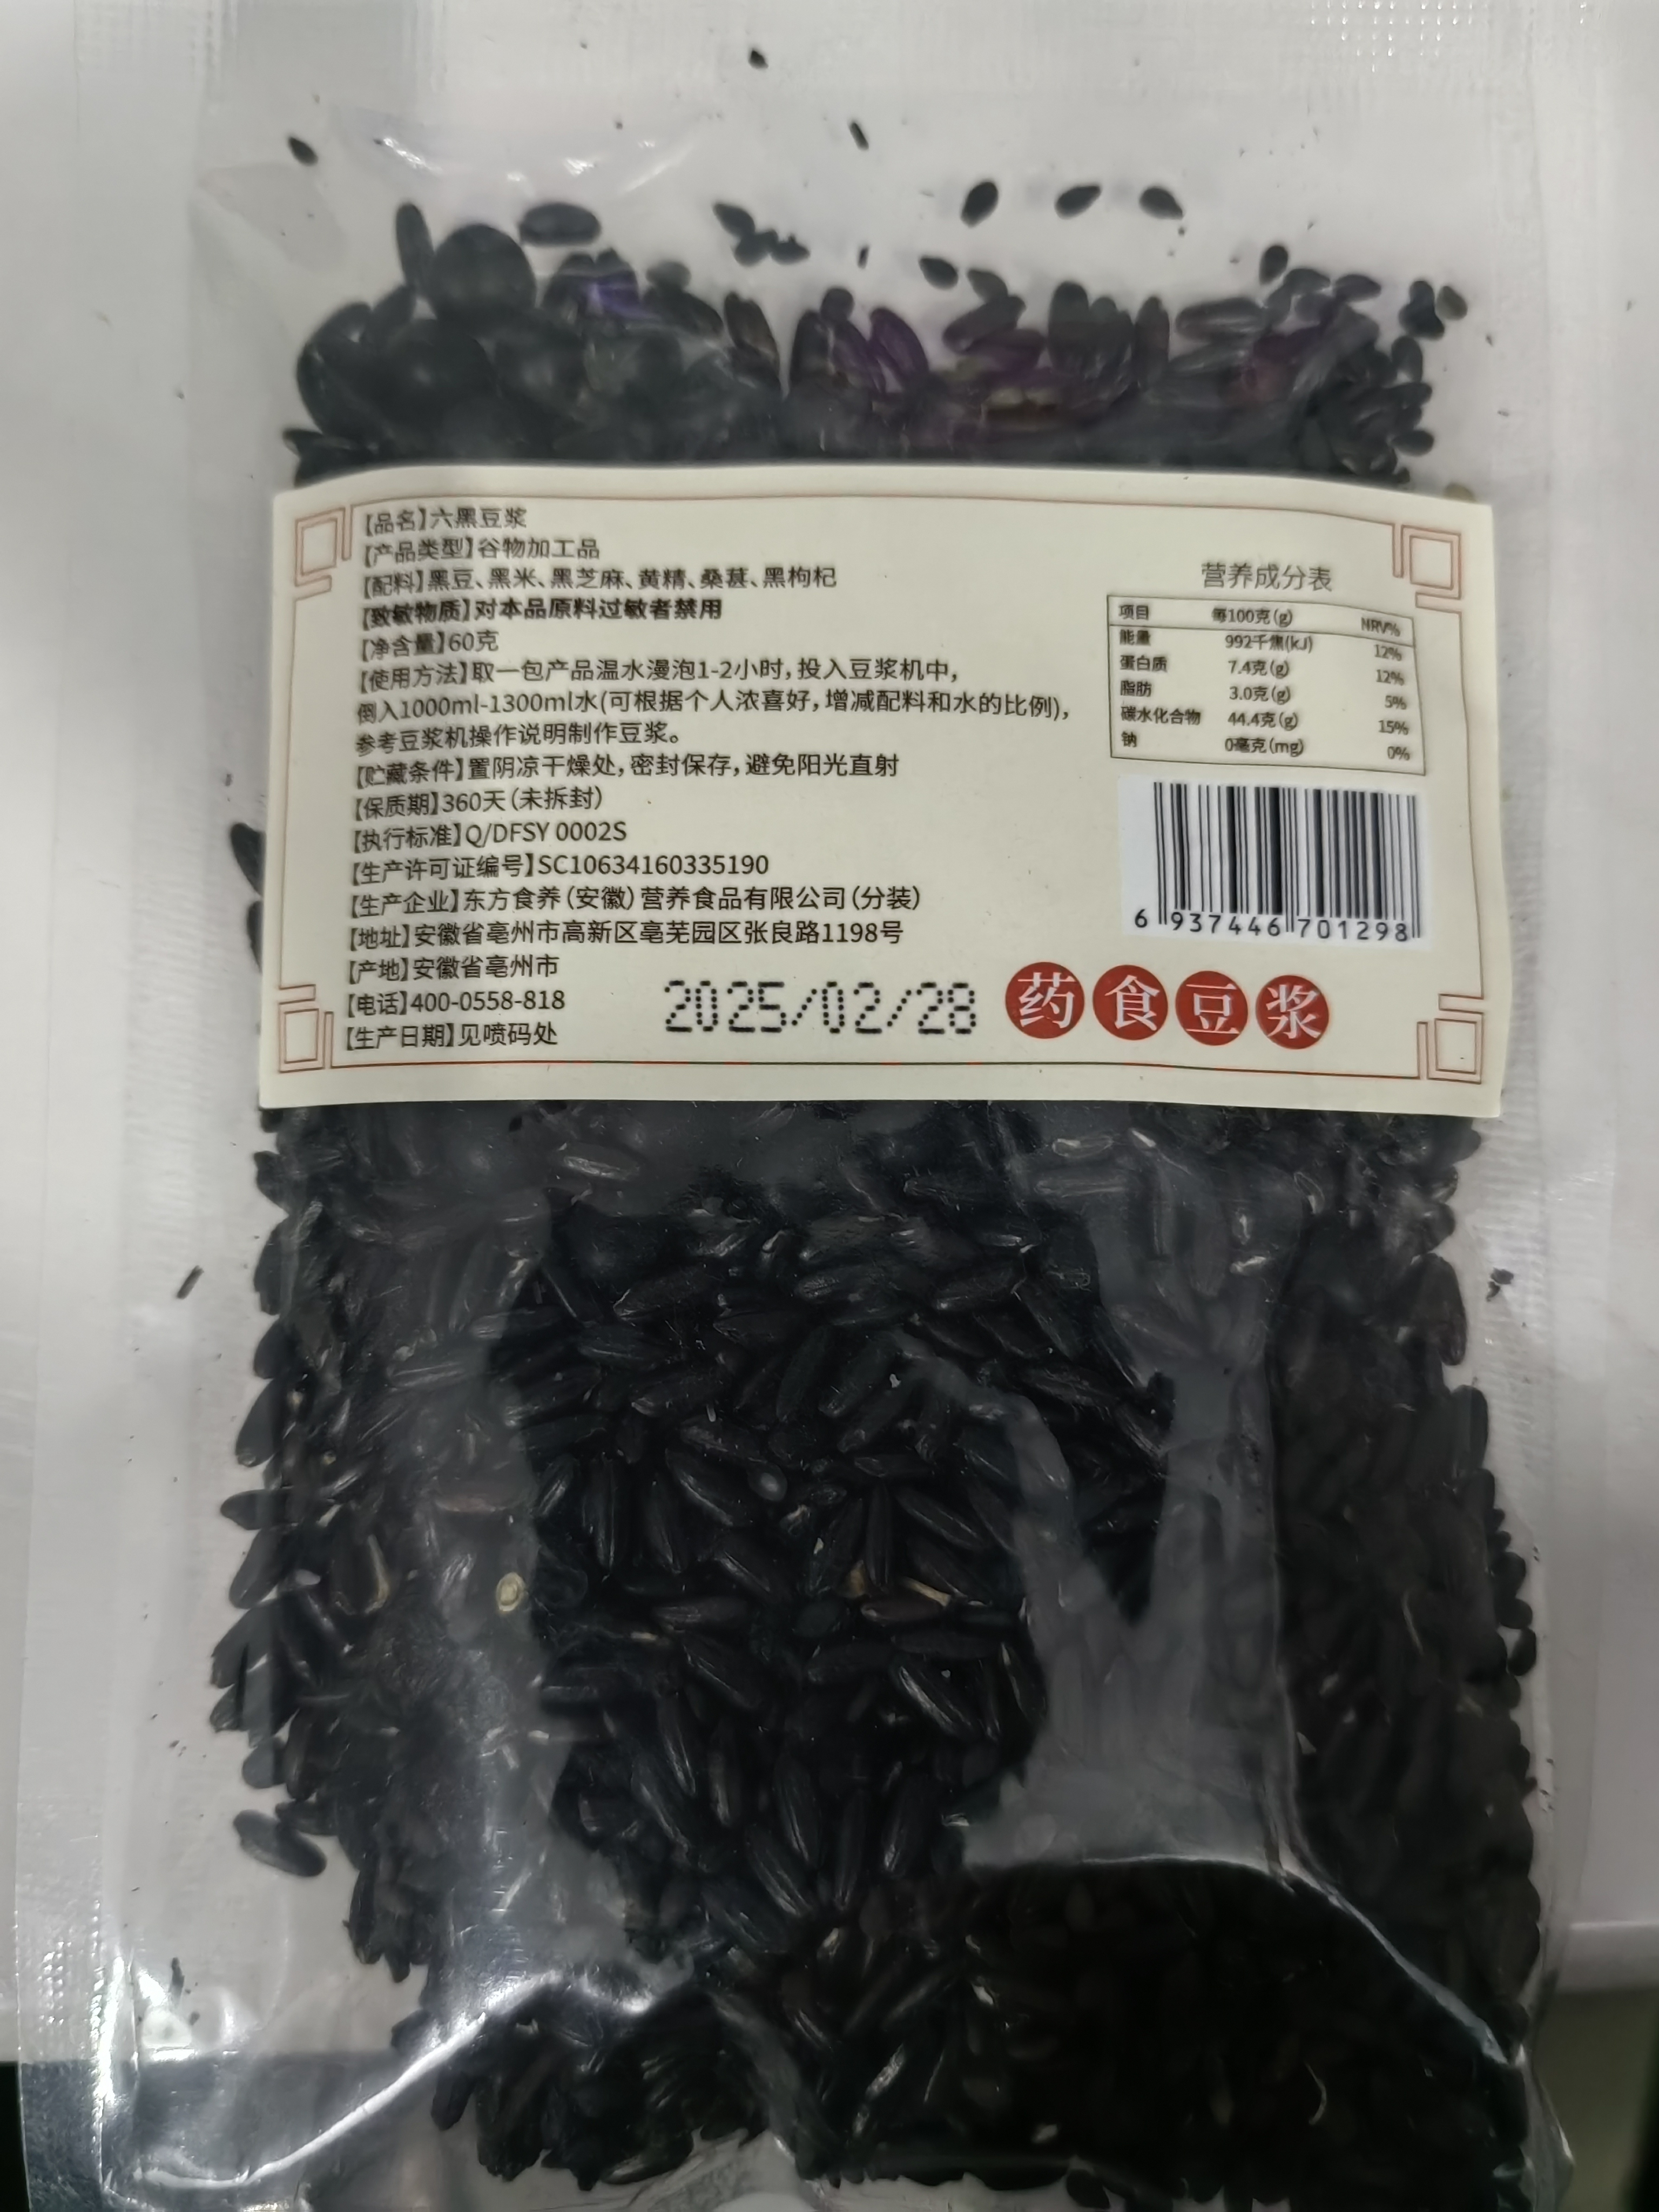 【品名】六黑豆浆
【产品类型】谷物加工品
【配料】黑豆、黑米、黑芝麻、黄精、桑葚、黑枸杞
【致敏物质】对本品原料过敏者禁用
【净含量】60克
【使用方法】取一包产品温水漫泡1-2小时,投入豆浆机中,
倒入1000ml-1300ml水(可根据个人浓喜好,增减配料和水的比例),
参考豆浆机操作说明制作豆浆。
【贮藏条件】置阴凉干燥处,密封保存,避免阳光直射
【保质期】360天(未拆封)
【执行标准】Q/DFSY 0002S
【生产许可证编号】SC10634160335190
【生产企业】东方食养(安徽)营养食品有限公司(分装)
【地址】安徽省亳州市高新区亳芜园区张良路1198号
【产地】安徽省亳州市
【电话】400-0558-818
【生产日期】见喷码处
2025/02/28
营养成分表
项目 每100克(g) NRV%
能量 992千焦(kJ) 12%
蛋白质 7.4克(g) 12%
脂肪 3.0克(g) 5%
碳水化合物 44.4克(g) 15%
钠 0毫克(mg) 0%
6 937446 701298
药食豆浆